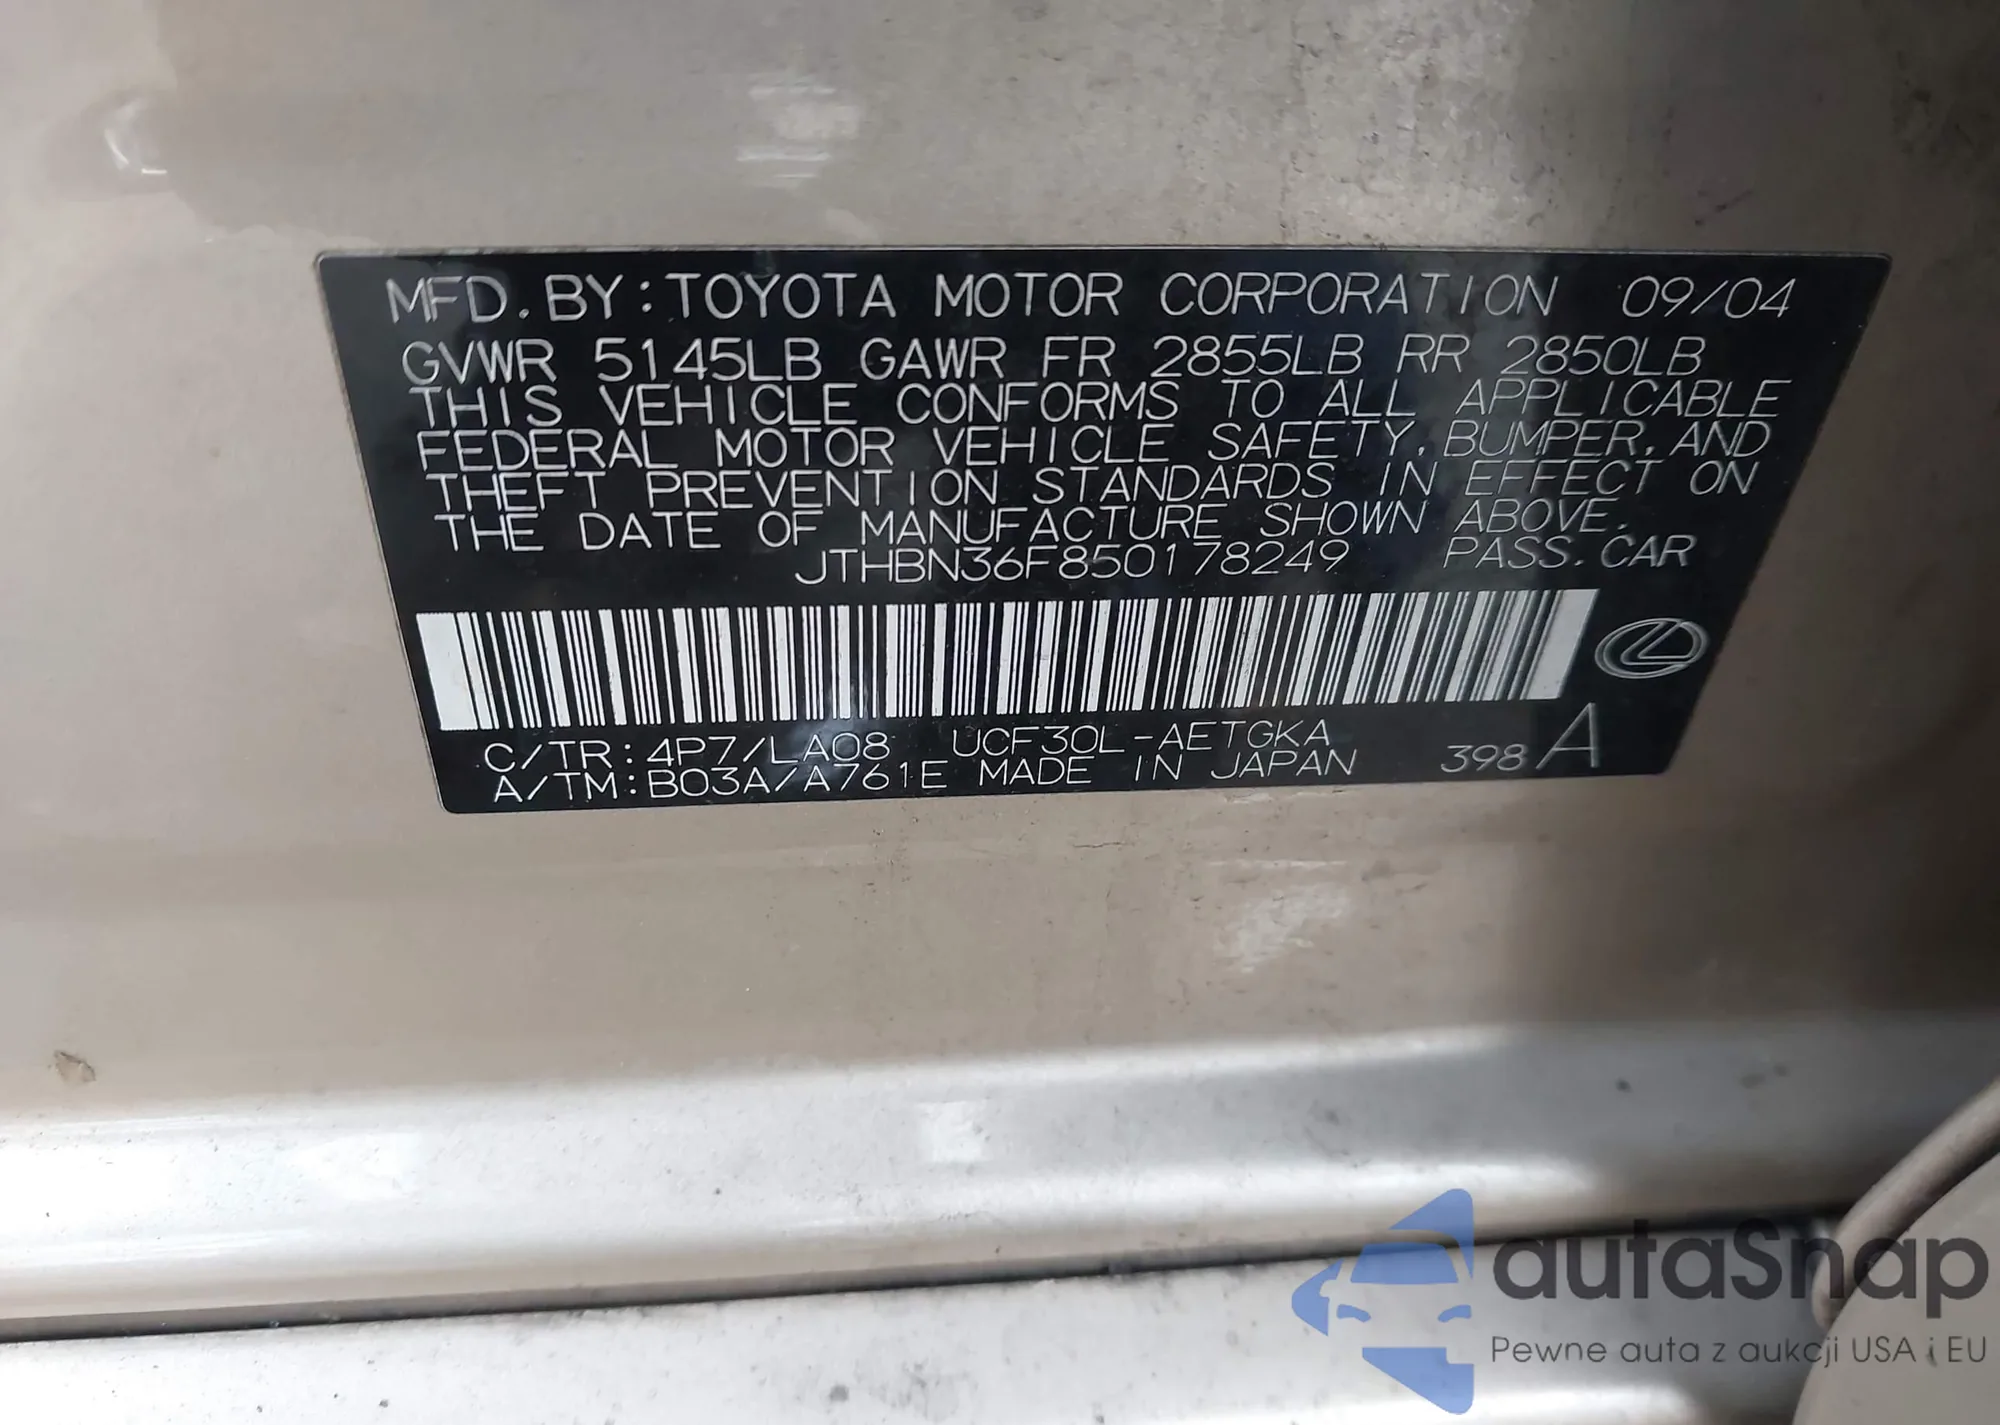 MFD. BY: TOYOTA MOTOR CORPORATION 09/04
GVWR 5145LB GAWR FR 2855LB RR 2850LB
THIS VEHICLE CONFORMS TO ALL APPLICABLE
FEDERAL MOTOR VEHICLE SAFETY, BUMPER, AND
THEFT PREVENTION STANDARDS IN EFFECT ON
THE DATE OF MANUFACTURE SHOWN ABOVE.
JTHBN36F850178249 PASS. CAR
C/TR: 4P7/LA08 UCF30L-AETGKA
A/TM: B03A/A761E MADE IN JAPAN 398 A
autaSnap
Pewne auta z aukcji USA i EU